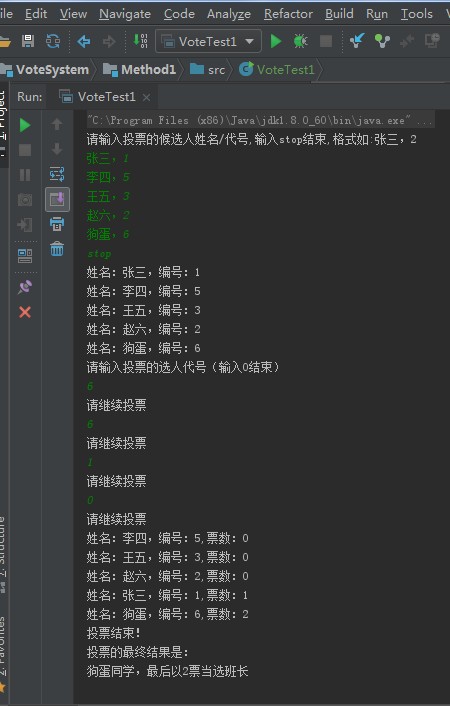 ile Edit View Navigate Code Analyze Refactor Build Run Tools
VoteTest1
VoteSystem Method1 src VoteTest1
Run: VoteTest1
"C:\Program Files (x86)\Java\jdk1.8.0_60\bin\java.exe" ...
请输入投票的候选人姓名/代号,输入stop结束,格式如:张三，2
张三，1
李四，5
王五，3
赵六，2
狗蛋，6
stop
姓名：张三，编号：1
姓名：李四，编号：5
姓名：王五，编号：3
姓名：赵六，编号：2
姓名：狗蛋，编号：6
请输入投票的选人代号（输入0结束）
6
请继续投票
6
请继续投票
1
请继续投票
0
请继续投票
姓名：李四，编号：5,票数：0
姓名：王五，编号：3,票数：0
姓名：赵六，编号：2,票数：0
姓名：张三，编号：1,票数：1
姓名：狗蛋，编号：6,票数：2
投票结束！
投票的最终结果是：
狗蛋同学，最后以2票当选班长
1: Project
7: Structure
2: Favorites